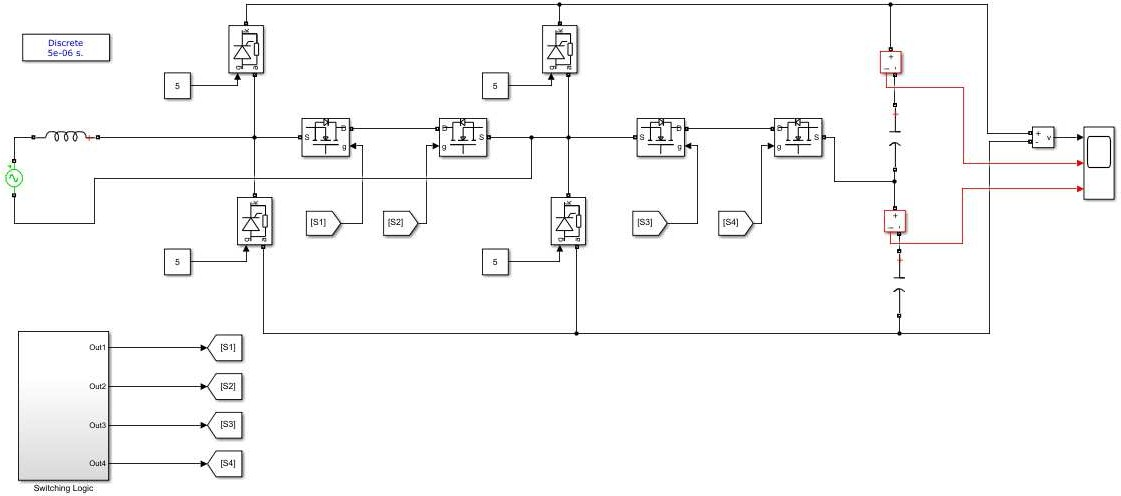 Discrete
5e-06 s.
k
g
a
5
k
g
a
5
S
D
g
D
g
S
S
D
g
D
g
S
+
-
v
+
i
-
k
g
a
5
[S1]
[S2]
k
g
a
5
[S3]
[S4]
+
i
-
Out1
[S1]
Out2
[S2]
Out3
[S3]
Out4
[S4]
Switching Logic